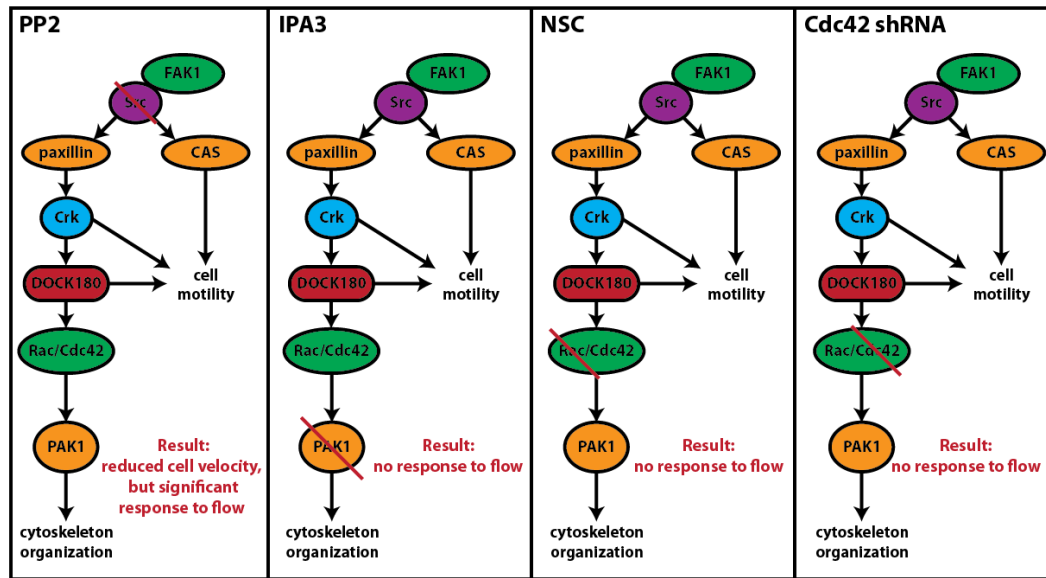 PP2
FAK1
Src
paxillin
CAS
Crk
DOCK180
cell
motility
Rac/Cdc42
PAK1
Result:
reduced cell velocity,
but significant
response to flow
cytoskeleton
organization
IPA3
FAK1
Src
paxillin
CAS
Crk
DOCK180
cell
motility
Rac/Cdc42
PAK1
Result:
no response to flow
cytoskeleton
organization
NSC
FAK1
Src
paxillin
CAS
Crk
DOCK180
cell
motility
Rac/Cdc42
PAK1
Result:
no response to flow
cytoskeleton
organization
Cdc42 shRNA
FAK1
Src
paxillin
CAS
Crk
DOCK180
cell
motility
Rac/Cdc42
PAK1
Result:
no response to flow
cytoskeleton
organization